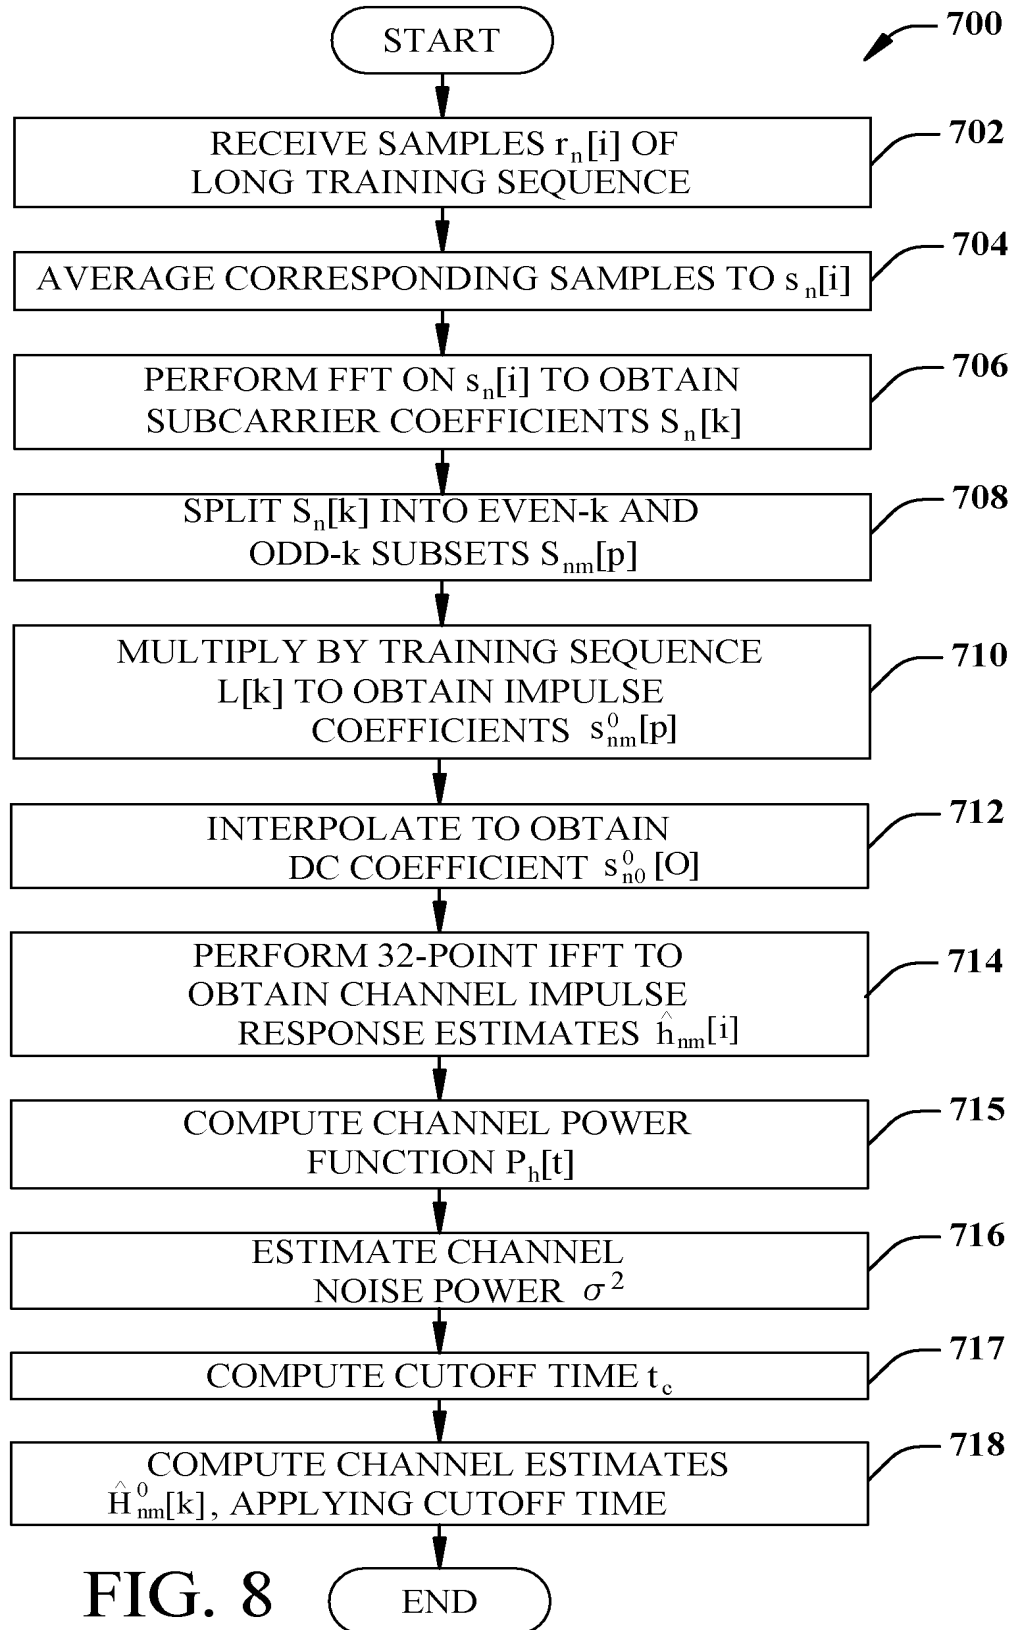 START
700
RECEIVE SAMPLES rₙ[i] OF
LONG TRAINING SEQUENCE
702
AVERAGE CORRESPONDING SAMPLES TO sₙ[i]
704
PERFORM FFT ON sₙ[i] TO OBTAIN
SUBCARRIER COEFFICIENTS Sₙ[k]
706
SPLIT Sₙ[k] INTO EVEN-k AND
ODD-k SUBSETS Sₙₘ[p]
708
MULTIPLY BY TRAINING SEQUENCE
L[k] TO OBTAIN IMPULSE
COEFFICIENTS s⁰ₙₘ[p]
710
INTERPOLATE TO OBTAIN
DC COEFFICIENT s⁰ₙ₀[O]
712
PERFORM 32-POINT IFFT TO
OBTAIN CHANNEL IMPULSE
RESPONSE ESTIMATES ĥₙₘ[i]
714
COMPUTE CHANNEL POWER
FUNCTION Pₕ[t]
715
ESTIMATE CHANNEL
NOISE POWER σ²
716
COMPUTE CUTOFF TIME t_c
717
COMPUTE CHANNEL ESTIMATES
Ĥ⁰ₙₘ[k], APPLYING CUTOFF TIME
718
END
FIG. 8